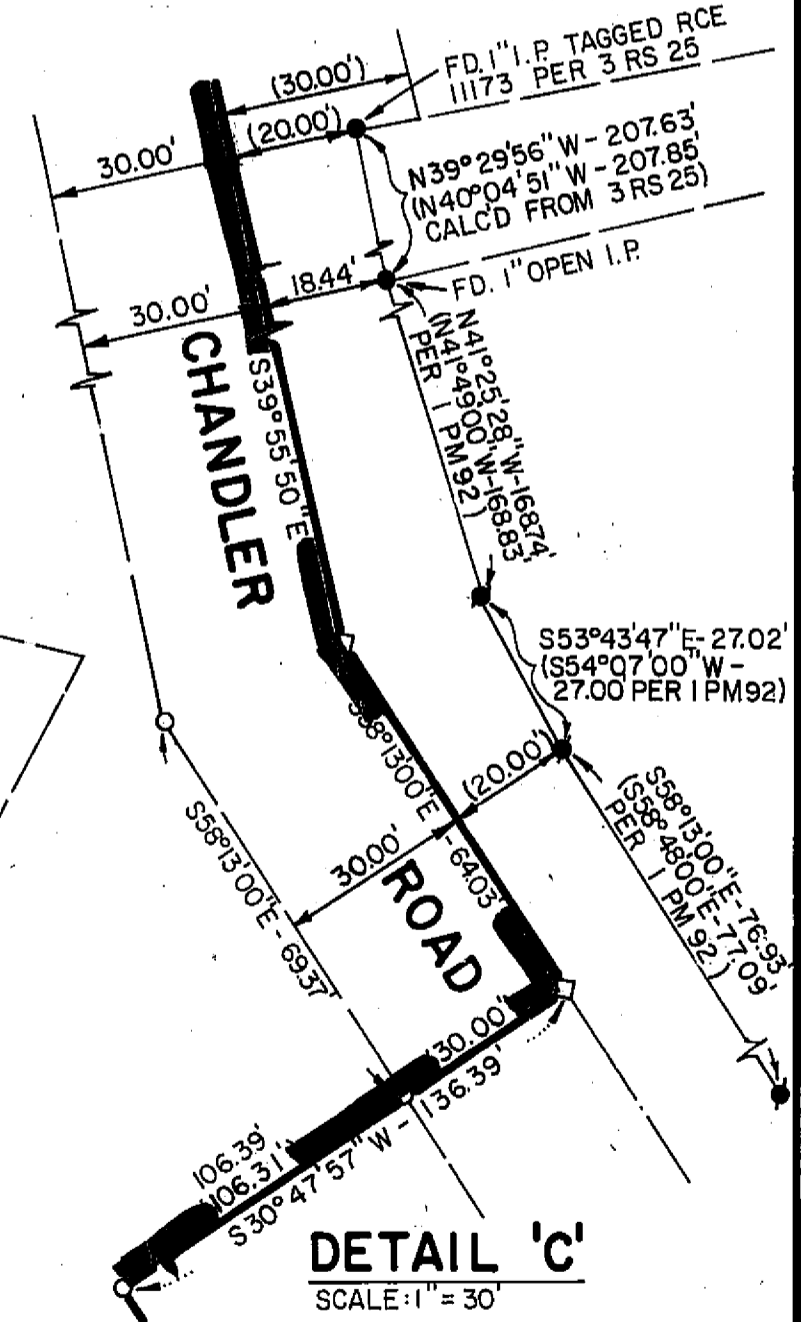 (30.00')
FD. 1" I.P. TAGGED RCE
11173 PER 3 RS 25
(20.00')
30.00'
N39°29'56"W - 207.63'
(N40°04'51"W - 207.85'
CALC'D FROM 3 RS 25)
18.44'
FD. 1" OPEN I.P.
30.00'
CHANDLER
S39°55'50"E
N41°25'28"W-168.74'
(N41°49'00"W-168.83'
PER 1 PM 92)
S53°43'47"E-27.02'
(S54°07'00"W-
27.00 PER 1 PM92)
S58°13'00"E - 64.03'
(20.00')
30.00'
ROAD
S58°13'00"E-76.93'
(S58°48'00"E-77.09'
PER 1 PM 92)
S58°13'00"E - 69.37'
(30.00')
106.39'
(106.31')
S30°47'57"W - 136.39'
DETAIL 'C'
SCALE: 1" = 30'